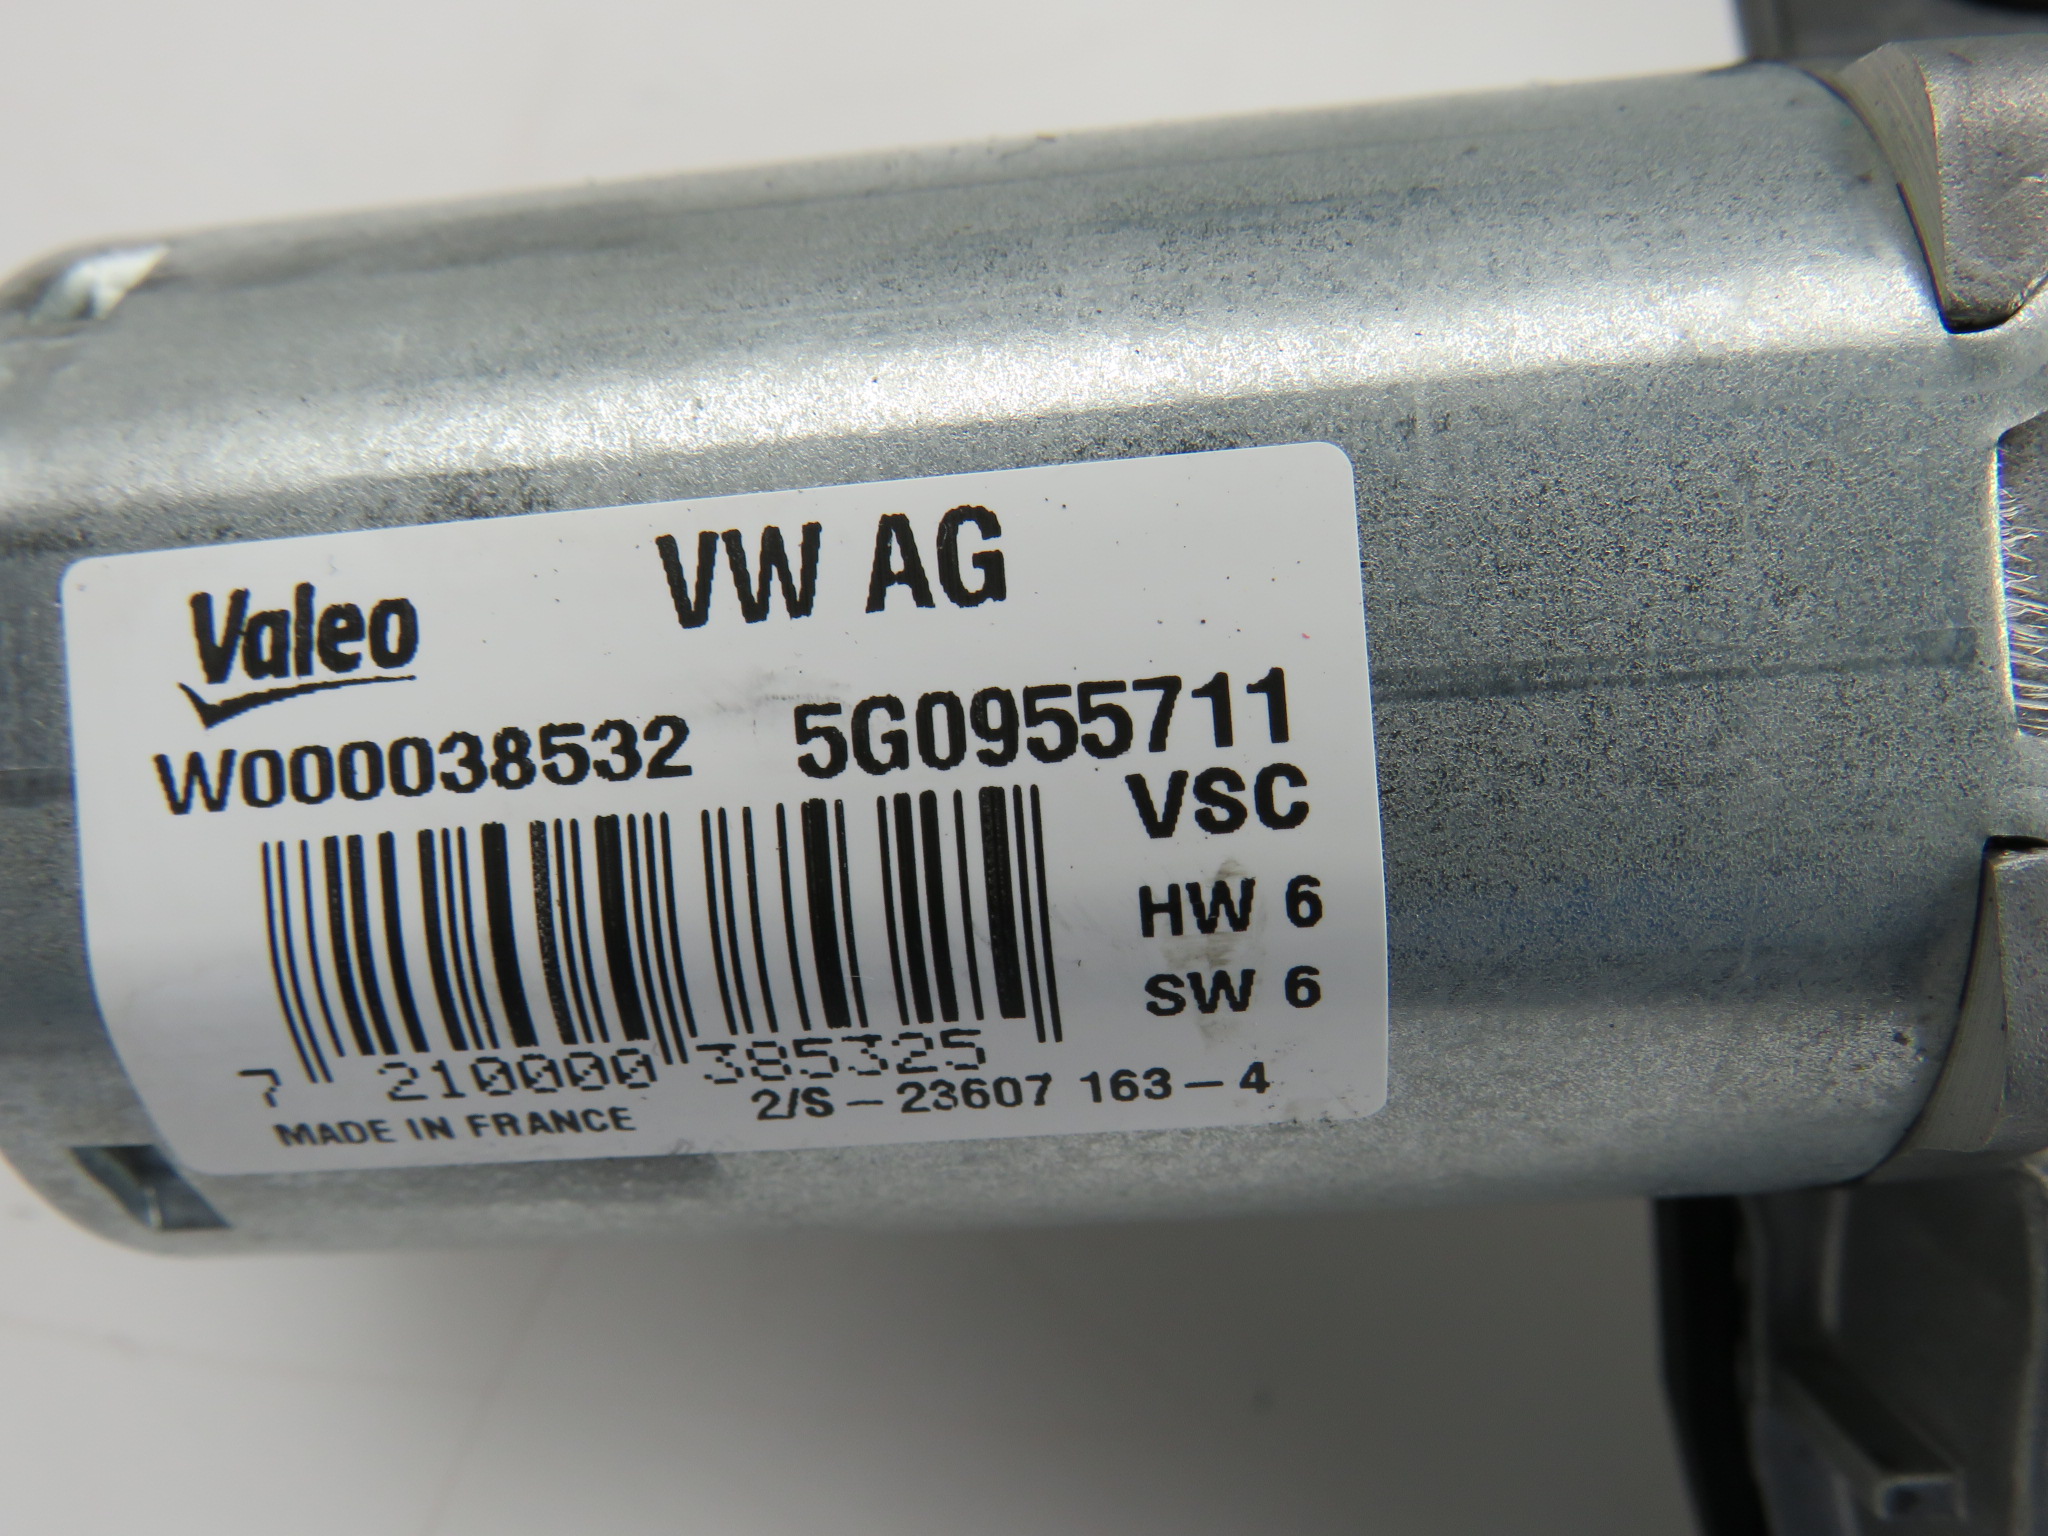 Valeo
VW AG
W000038532
5G0955711
VSC
HW 6
SW 6
7 210000 385325
2/S - 23607 163 - 4
MADE IN FRANCE